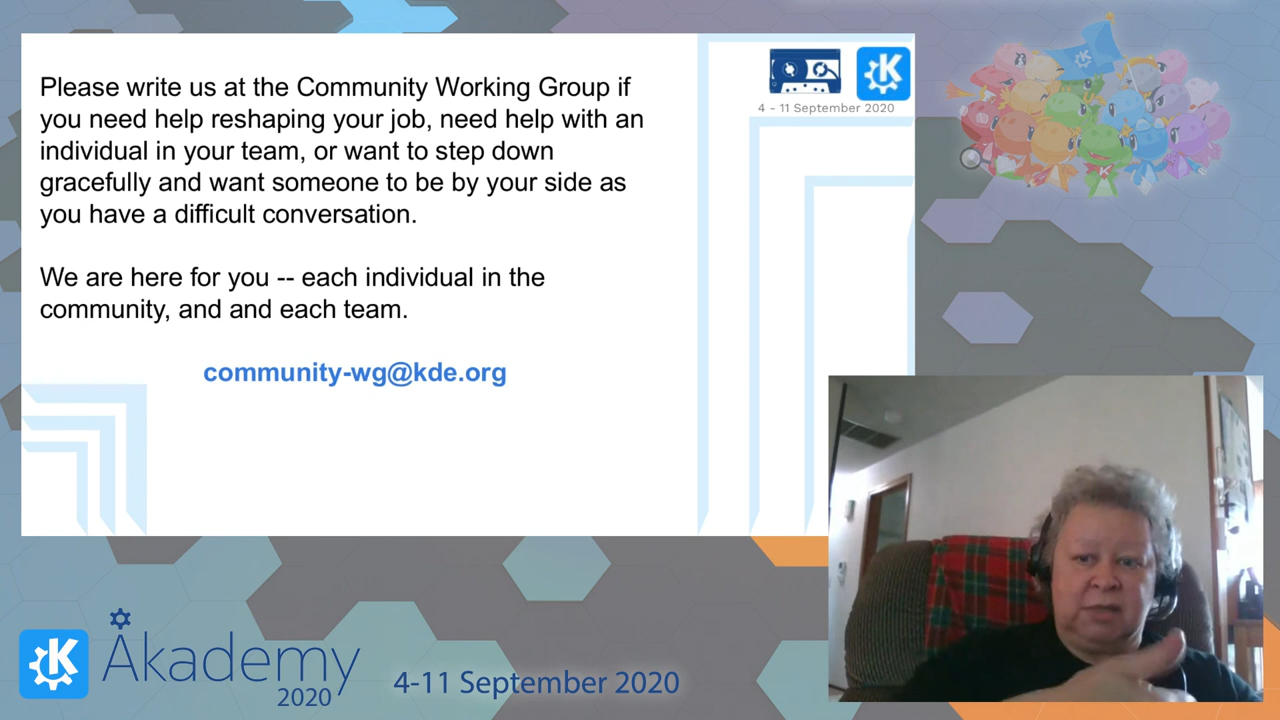 Please write us at the Community Working Group if
you need help reshaping your job, need help with an
individual in your team, or want to step down
gracefully and want someone to be by your side as
you have a difficult conversation.
We are here for you -- each individual in the
community, and and each team.
community-wg@kde.org
4 - 11 September 2020
Akademy
2020
4-11 September 2020